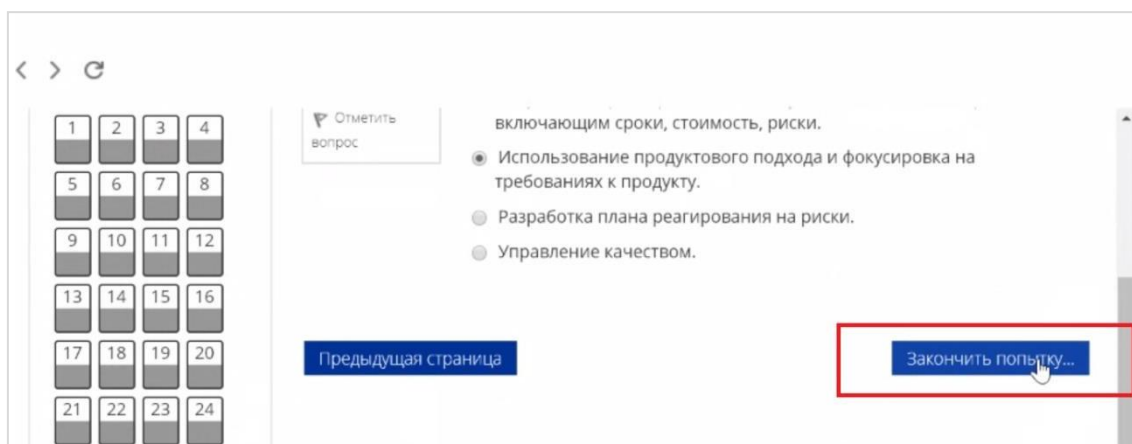 1 2 3 4
5 6 7 8
9 10 11 12
13 14 15 16
17 18 19 20
21 22 23 24
Отметить
вопрос
включающим сроки, стоимость, риски.
Использование продуктового подхода и фокусировка на
требованиях к продукту.
Разработка плана реагирования на риски.
Управление качеством.
Предыдущая страница
Закончить попытку...